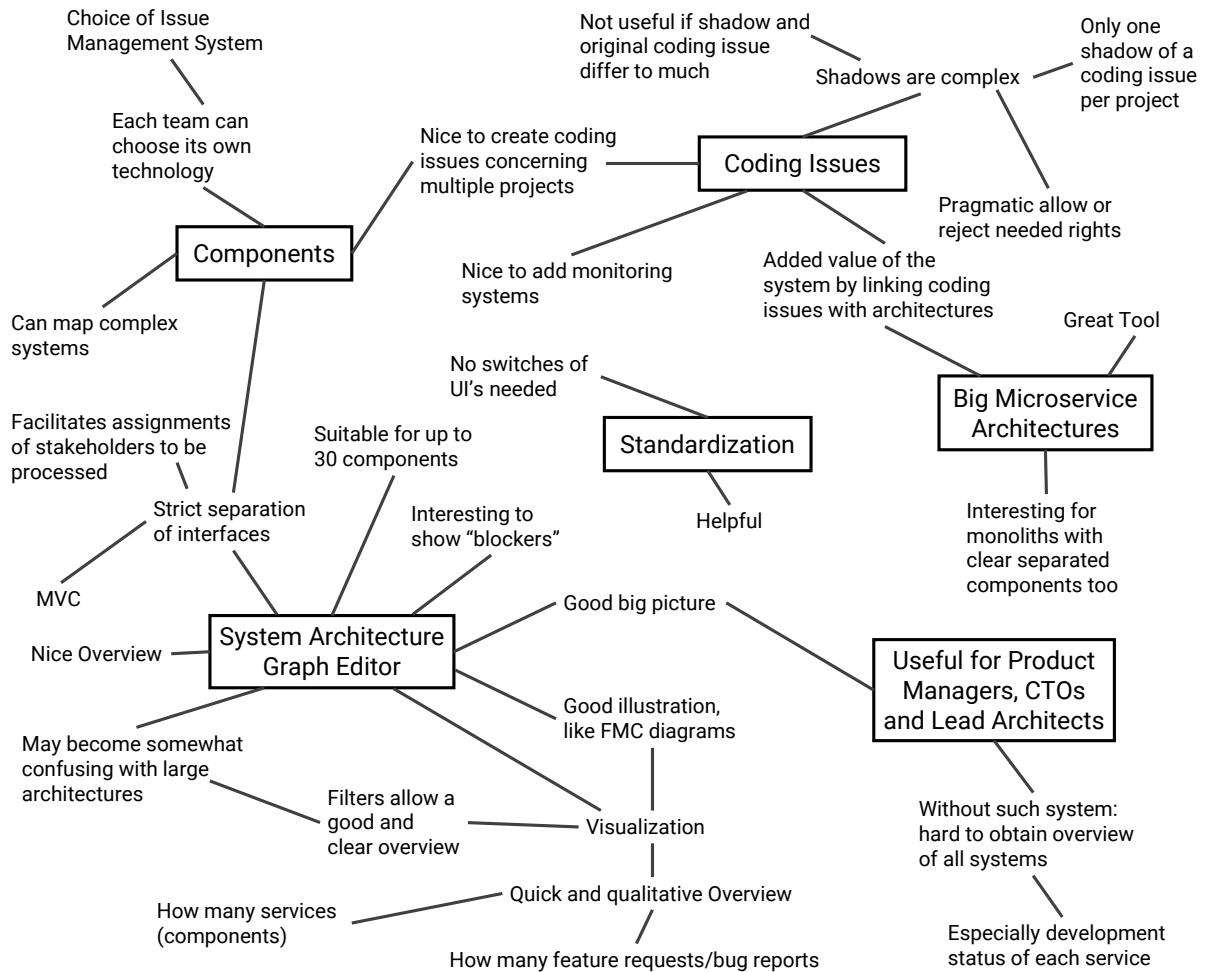 Choice of Issue
Management System
Not useful if shadow and
original coding issue
differ to much
Only one
shadow of a
coding issue
per project
Shadows are complex
Each team can
choose its own
technology
Nice to create coding
issues concerning
multiple projects
Coding Issues
Pragmatic allow or
reject needed rights
Components
Nice to add monitoring
systems
Added value of the
system by linking coding
issues with architectures
Can map complex
systems
Great Tool
No switches of
UI's needed
Big Microservice
Architectures
Facilitates assignments
of stakeholders to be
processed
Suitable for up to
30 components
Standardization
Strict separation
of interfaces
Interesting to
show “blockers”
Helpful
Interesting for
monoliths with
clear separated
components too
MVC
Good big picture
Nice Overview
System Architecture
Graph Editor
Useful for Product
Managers, CTOs
and Lead Architects
Good illustration,
like FMC diagrams
May become somewhat
confusing with large
architectures
Filters allow a
good and
clear overview
Visualization
Without such system:
hard to obtain overview
of all systems
Quick and qualitative Overview
How many services
(components)
How many feature requests/bug reports
Especially development
status of each service